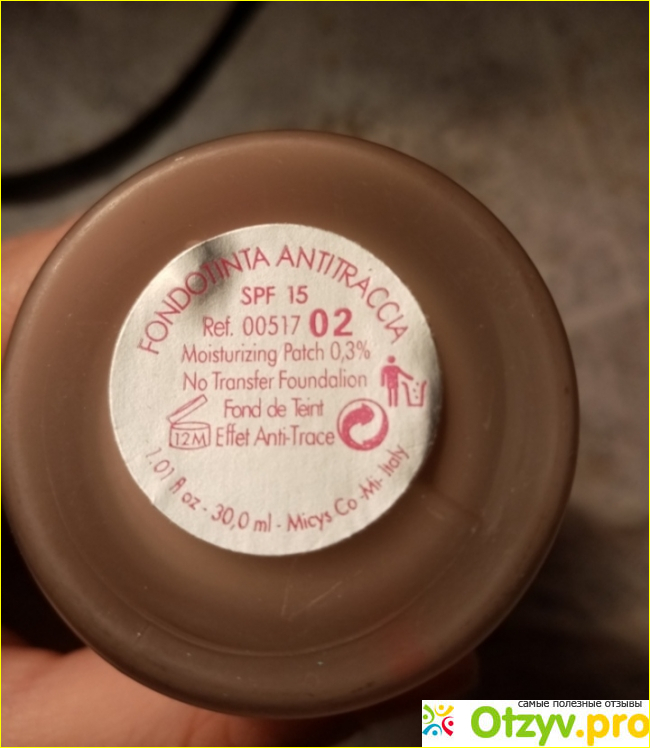 FONDOTINTA ANTITRACCIA
SPF 15
Ref. 00517 02
Moisturizing Patch 0,3%
No Transfer Foundation
Fond de Teint
12M Effet Anti-Trace
1.01 fl oz - 30,0 ml - Micys Co -Mi- Italy
самые полезные отзывы
Otzyv.pro